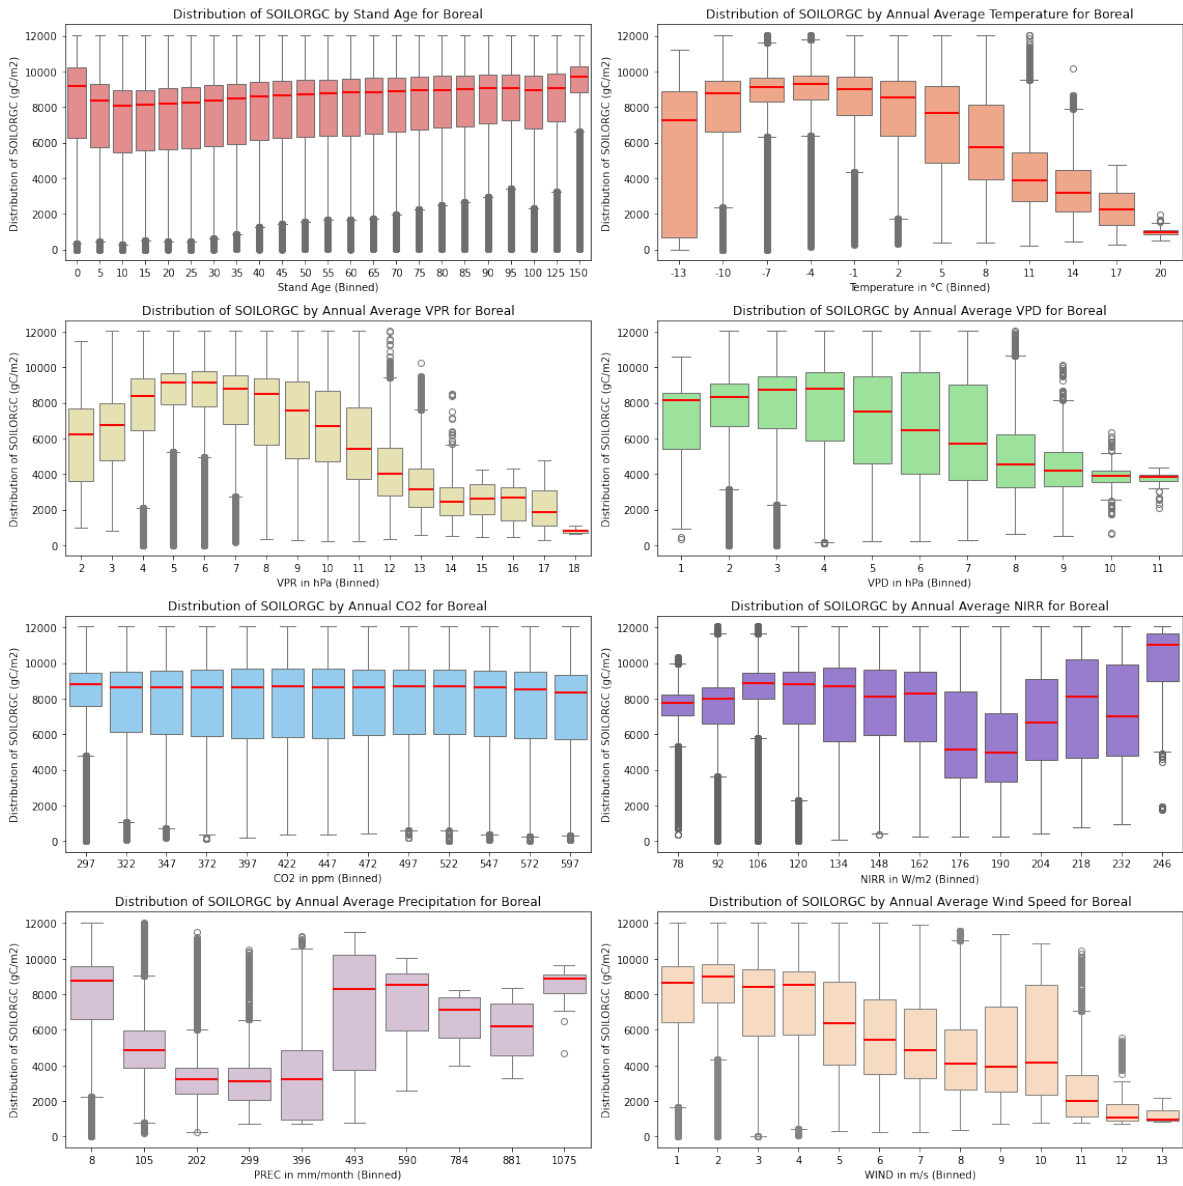 Distribution of SOILORGC by Stand Age for Boreal
Distribution of SOILORGC (gC/m2)
12000
10000
8000
6000
4000
2000
0
0 5 10 15 20 25 30 35 40 45 50 55 60 65 70 75 80 85 90 95 100 125 150
Stand Age (Binned)
Distribution of SOILORGC by Annual Average Temperature for Boreal
Distribution of SOILORGC (gC/m2)
12000
10000
8000
6000
4000
2000
0
-13 -10 -7 -4 -1 2 5 8 11 14 17 20
Temperature in °C (Binned)
Distribution of SOILORGC by Annual Average VPR for Boreal
Distribution of SOILORGC (gC/m2)
12000
10000
8000
6000
4000
2000
0
2 3 4 5 6 7 8 9 10 11 12 13 14 15 16 17 18
VPR in hPa (Binned)
Distribution of SOILORGC by Annual Average VPD for Boreal
Distribution of SOILORGC (gC/m2)
12000
10000
8000
6000
4000
2000
0
1 2 3 4 5 6 7 8 9 10 11
VPD in hPa (Binned)
Distribution of SOILORGC by Annual CO2 for Boreal
Distribution of SOILORGC (gC/m2)
12000
10000
8000
6000
4000
2000
0
297 322 347 372 397 422 447 472 497 522 547 572 597
CO2 in ppm (Binned)
Distribution of SOILORGC by Annual Average NIRR for Boreal
Distribution of SOILORGC (gC/m2)
12000
10000
8000
6000
4000
2000
0
78 92 106 120 134 148 162 176 190 204 218 232 246
NIRR in W/m2 (Binned)
Distribution of SOILORGC by Annual Average Precipitation for Boreal
Distribution of SOILORGC (gC/m2)
12000
10000
8000
6000
4000
2000
0
8 105 202 299 396 493 590 784 881 1075
PREC in mm/month (Binned)
Distribution of SOILORGC by Annual Average Wind Speed for Boreal
Distribution of SOILORGC (gC/m2)
12000
10000
8000
6000
4000
2000
0
1 2 3 4 5 6 7 8 9 10 11 12 13
WIND in m/s (Binned)